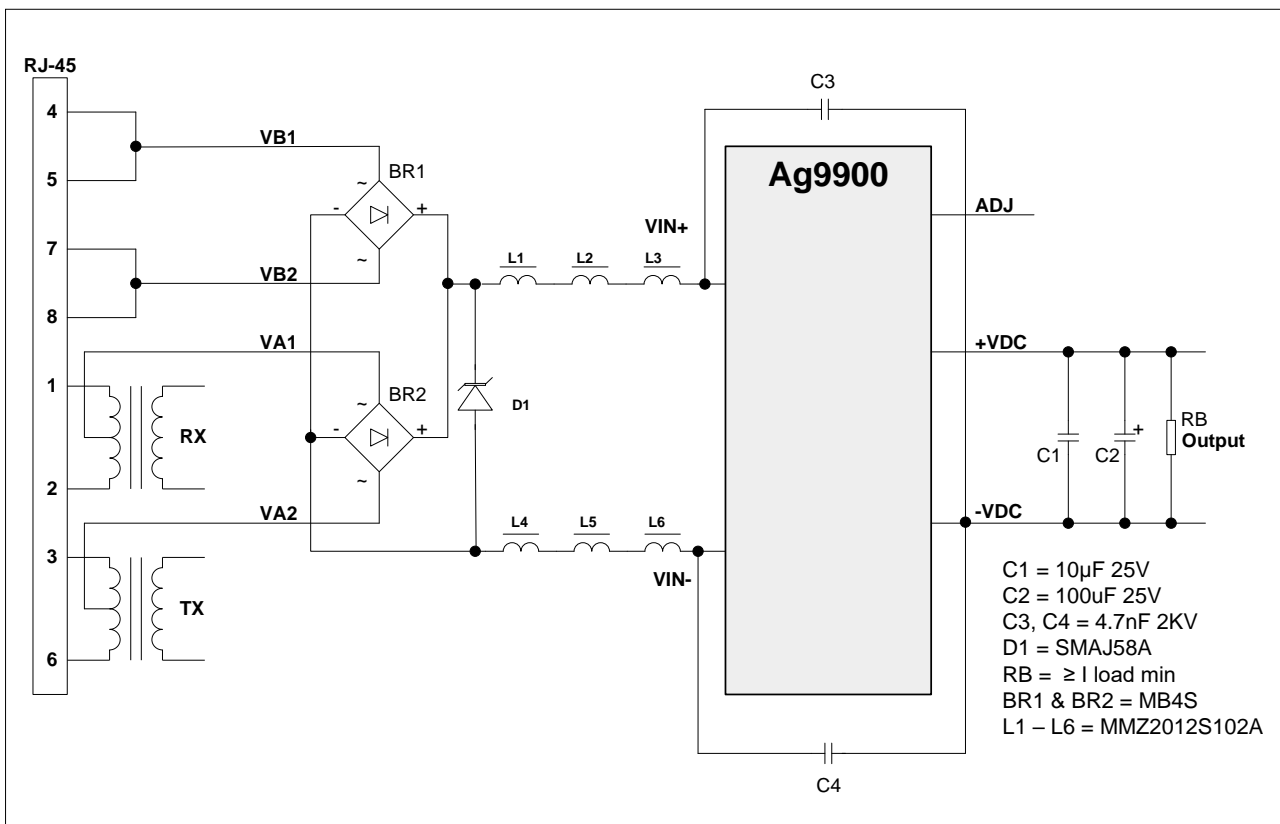 RJ-45
4
5
7
8
1
2
3
6
VB1
VB2
VA1
VA2
RX
TX
~
BR1
-
+
~
~
BR2
-
+
~
D1
L1
L2
L3
L4
L5
L6
VIN+
VIN-
C3
C4
Ag9900
ADJ
+VDC
-VDC
C1
C2
+
RB
Output
C1 = 10µF 25V
C2 = 100uF 25V
C3, C4 = 4.7nF 2KV
D1 = SMAJ58A
RB = ≥ I load min
BR1 & BR2 = MB4S
L1 – L6 = MMZ2012S102A